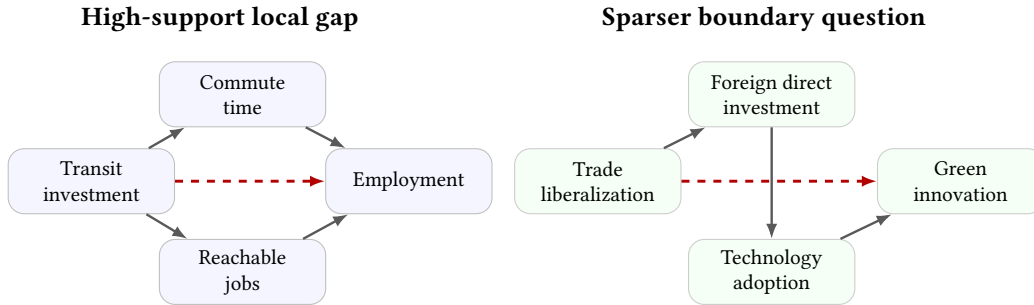 High-support local gap
Commute
time
Transit
investment
Employment
Reachable
jobs
Sparser boundary question
Foreign direct
investment
Trade
liberalization
Green
innovation
Technology
adoption